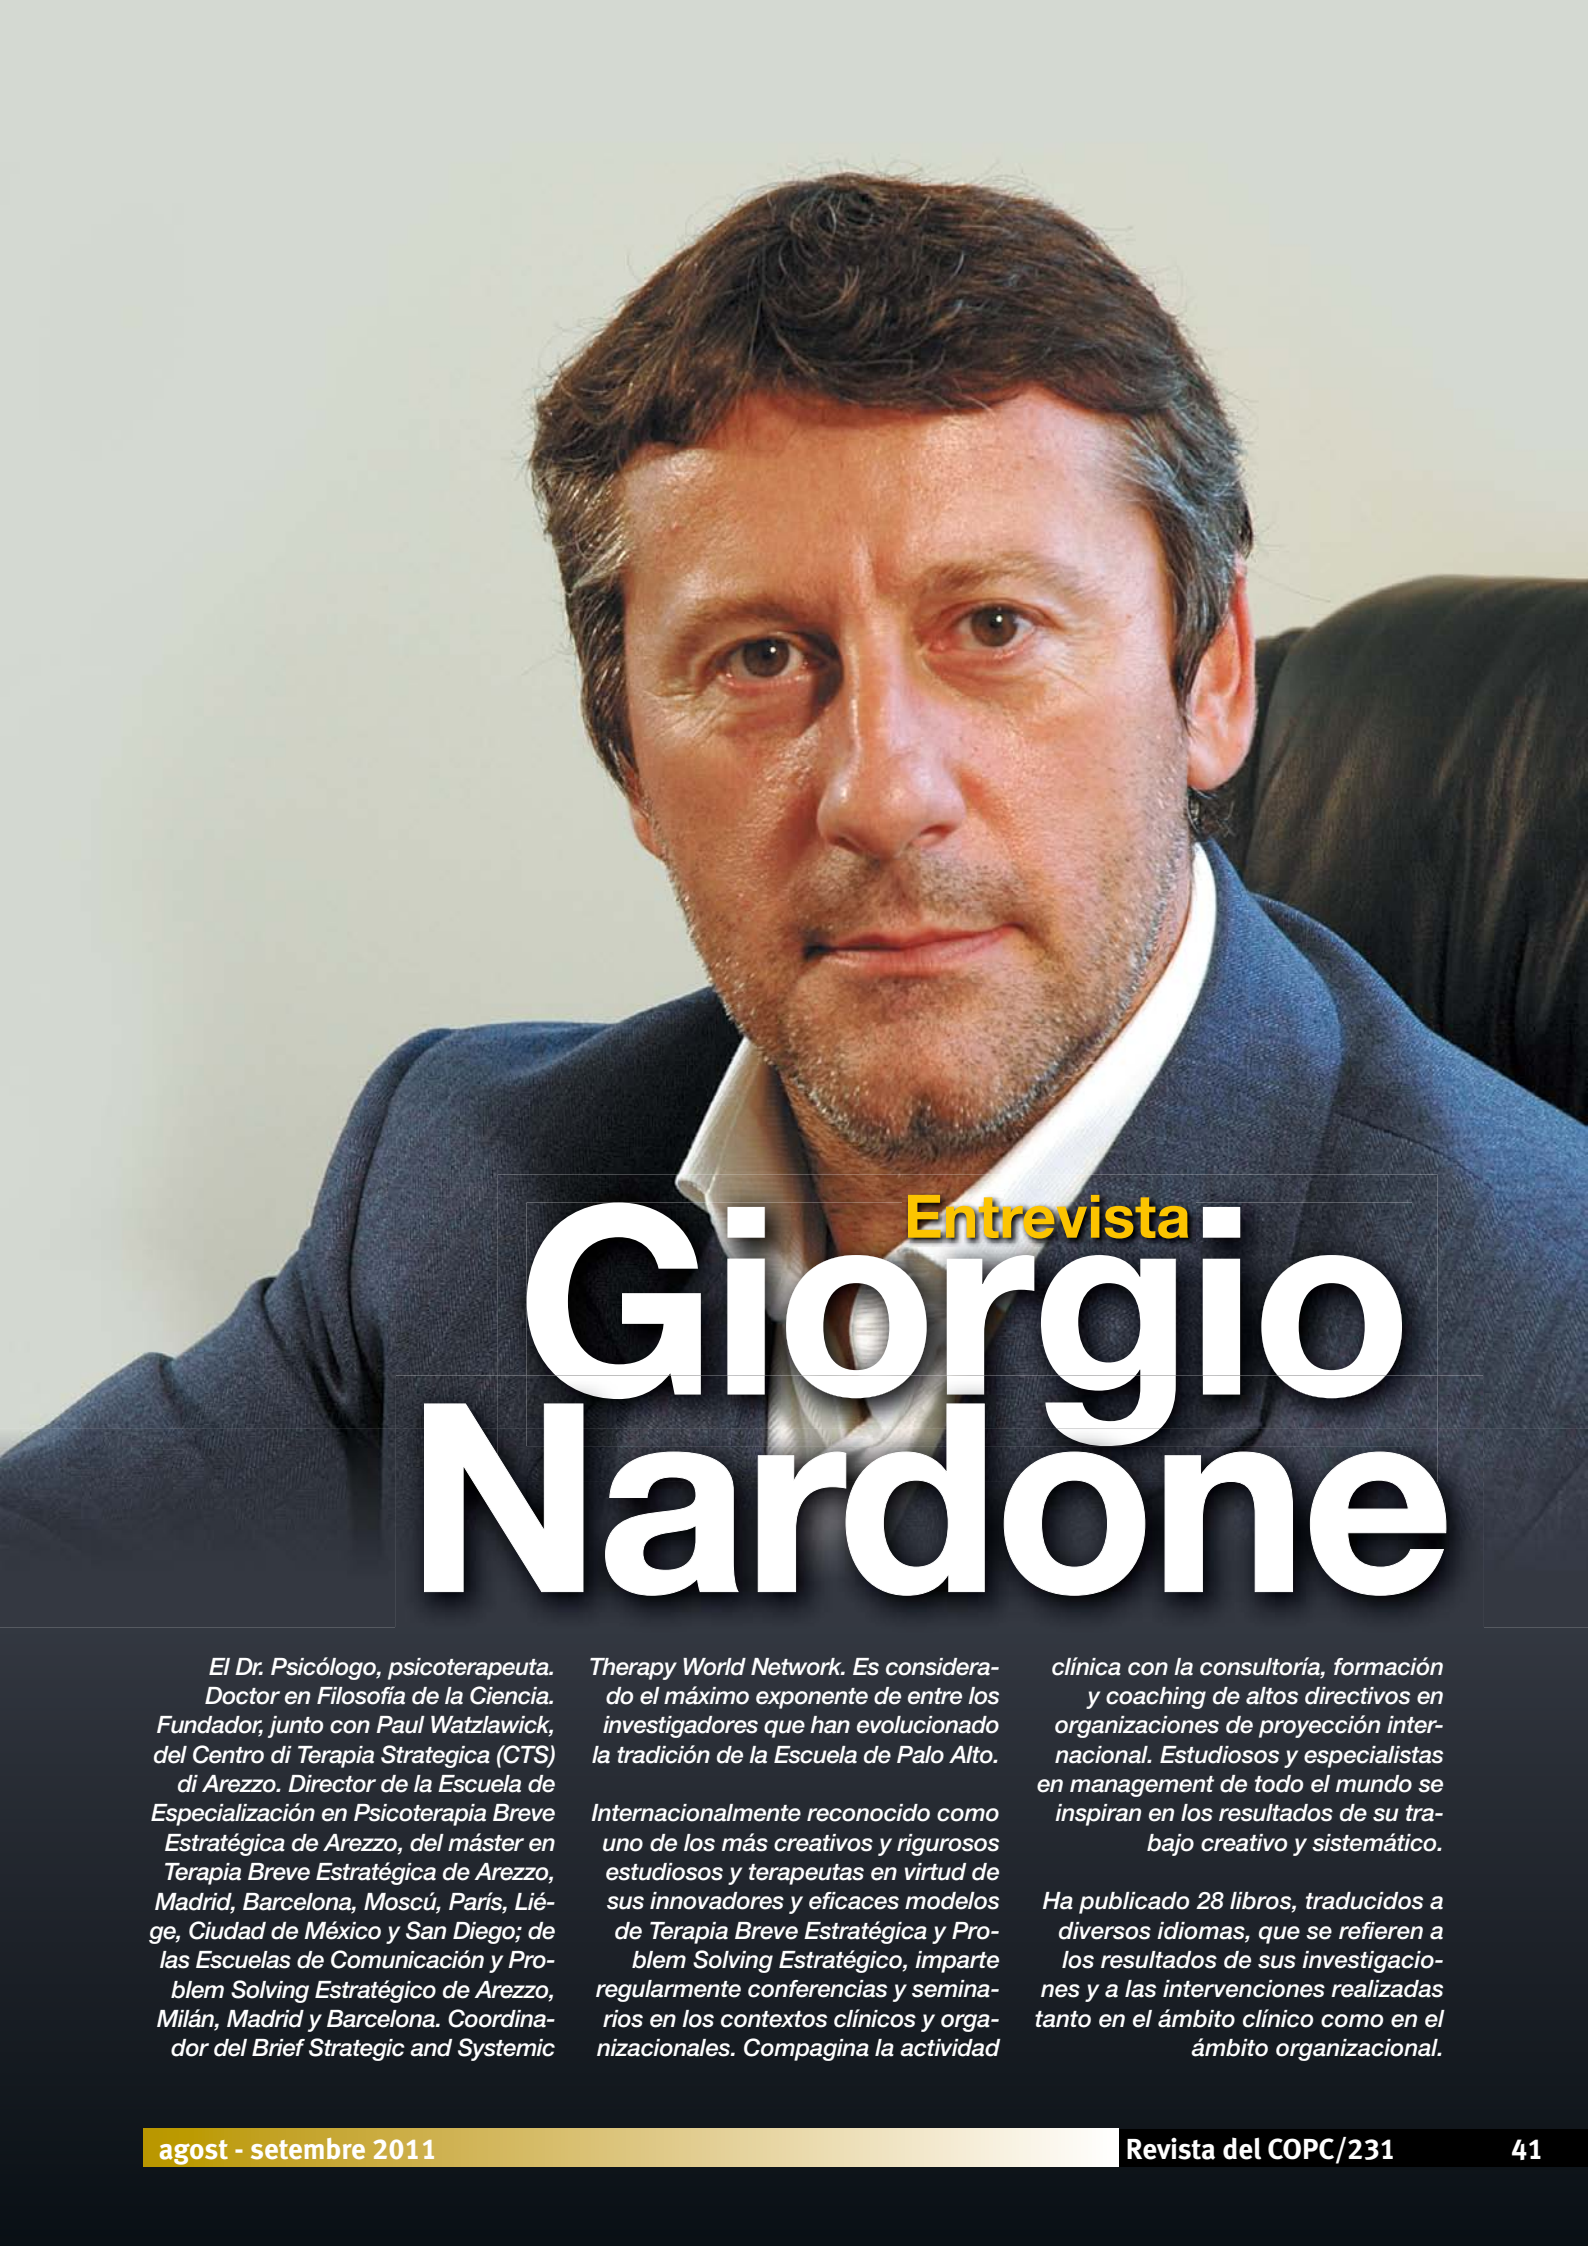 Entrevista
Giorgio
Nardone
El Dr. Psicólogo, psicoterapeuta.
Doctor en Filosofía de la Ciencia.
Fundador, junto con Paul Watzlawick,
del Centro di Terapia Strategica (CTS)
di Arezzo. Director de la Escuela de
Especialización en Psicoterapia Breve
Estratégica de Arezzo, del máster en
Terapia Breve Estratégica de Arezzo,
Madrid, Barcelona, Moscú, París, Lié-
ge, Ciudad de México y San Diego; de
las Escuelas de Comunicación y Pro-
blem Solving Estratégico de Arezzo,
Milán, Madrid y Barcelona. Coordina-
dor del Brief Strategic and Systemic
Therapy World Network. Es considera-
do el máximo exponente de entre los
investigadores que han evolucionado
la tradición de la Escuela de Palo Alto.
Internacionalmente reconocido como
uno de los más creativos y rigurosos
estudiosos y terapeutas en virtud de
sus innovadores y eficaces modelos
de Terapia Breve Estratégica y Pro-
blem Solving Estratégico, imparte
regularmente conferencias y semina-
rios en los contextos clínicos y orga-
nizacionales. Compagina la actividad
clínica con la consultoría, formación
y coaching de altos directivos en
organizaciones de proyección inter-
nacional. Estudiosos y especialistas
en management de todo el mundo se
inspiran en los resultados de su tra-
bajo creativo y sistemático.
Ha publicado 28 libros, traducidos a
diversos idiomas, que se refieren a
los resultados de sus investigacio-
nes y a las intervenciones realizadas
tanto en el ámbito clínico como en el
ámbito organizacional.
agost - setembre 2011
Revista del COPC/231
41